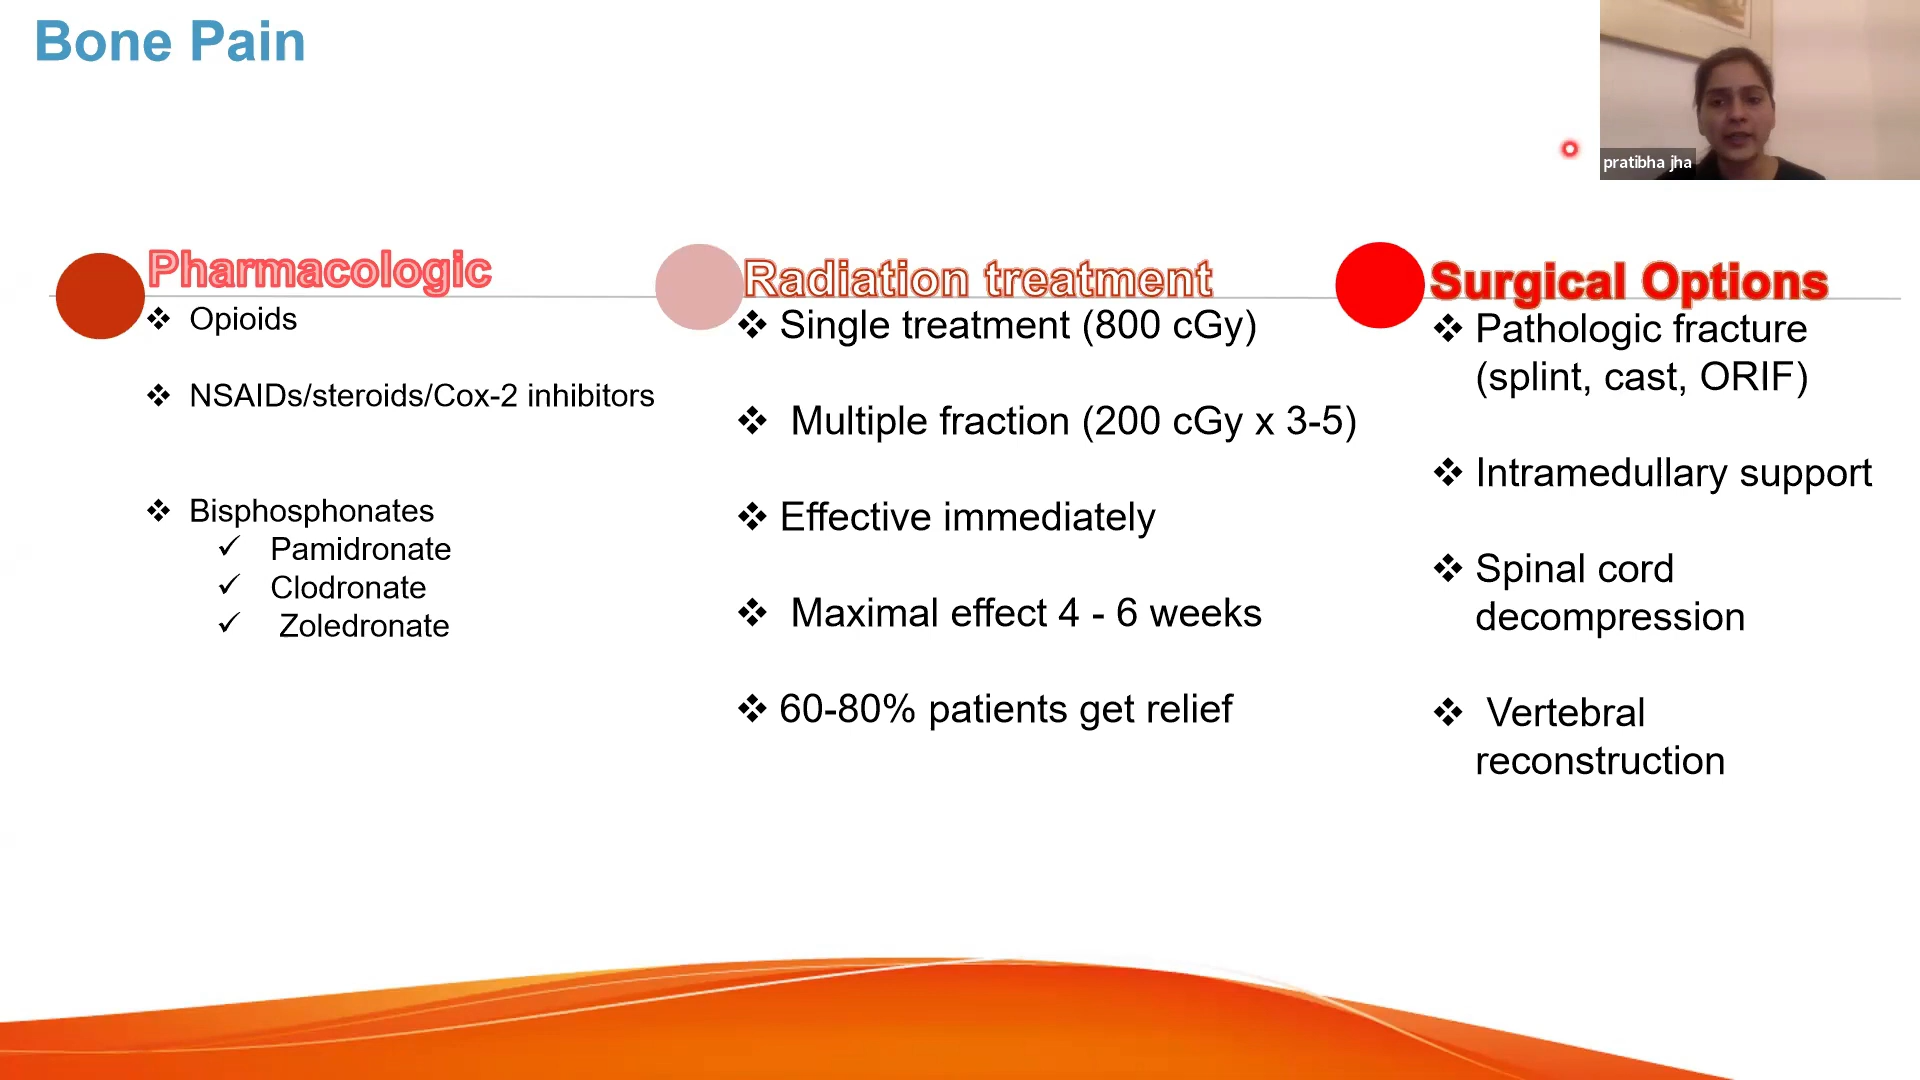 Bone Pain
pratibha jha
Pharmacologic
❖ Opioids
❖ NSAIDs/steroids/Cox-2 inhibitors
❖ Bisphosphonates
✓ Pamidronate
✓ Clodronate
✓ Zoledronate
Radiation treatment
❖ Single treatment (800 cGy)
❖ Multiple fraction (200 cGy x 3-5)
❖ Effective immediately
❖ Maximal effect 4 - 6 weeks
❖ 60-80% patients get relief
Surgical Options
❖ Pathologic fracture
(splint, cast, ORIF)
❖ Intramedullary support
❖ Spinal cord
decompression
❖ Vertebral
reconstruction